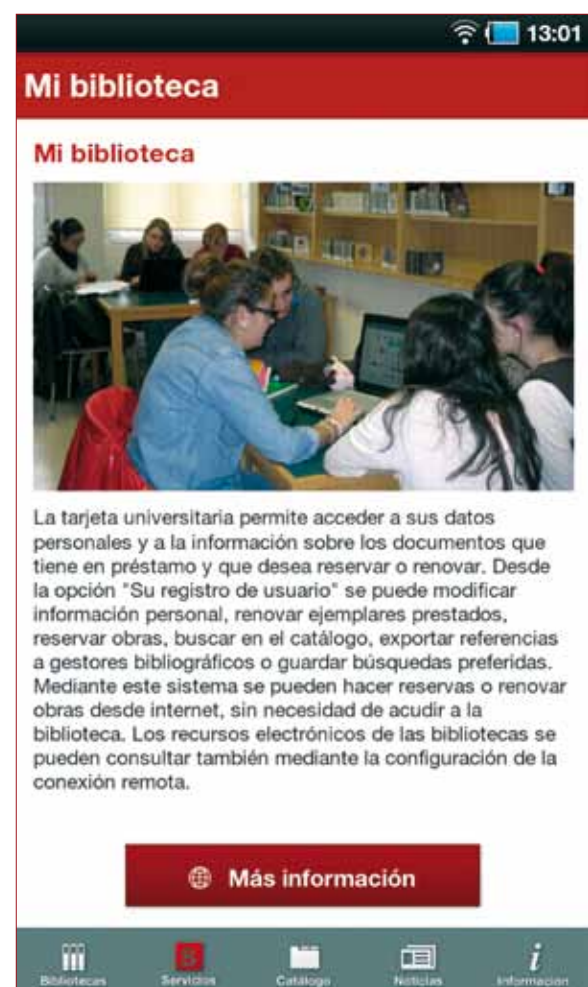 13:01
Mi biblioteca
Mi biblioteca
La tarjeta universitaria permite acceder a sus datos
personales y a la información sobre los documentos que
tiene en préstamo y que desea reservar o renovar. Desde
la opción "Su registro de usuario" se puede modificar
información personal, renovar ejemplares prestados,
reservar obras, buscar en el catálogo, exportar referencias
a gestores bibliográficos o guardar búsquedas preferidas.
Mediante este sistema se pueden hacer reservas o renovar
obras desde internet, sin necesidad de acudir a la
biblioteca. Los recursos electrónicos de las bibliotecas se
pueden consultar también mediante la configuración de la
conexión remota.
Más información
Bibliotecas Servicios Catálogo Noticias Información